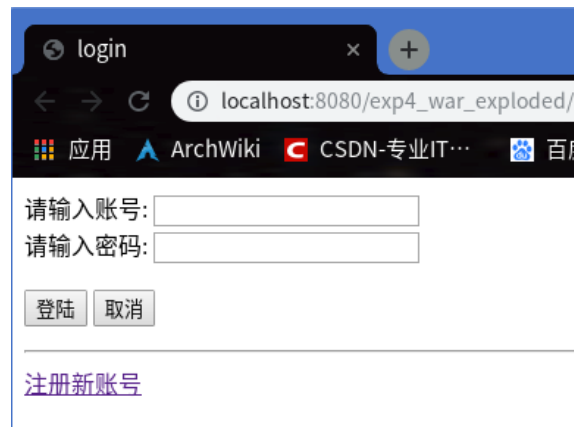 login
localhost:8080/exp4_war_exploded/
应用 ArchWiki CSDN-专业IT… 百度
请输入账号:
请输入密码:
登陆 取消
注册新账号